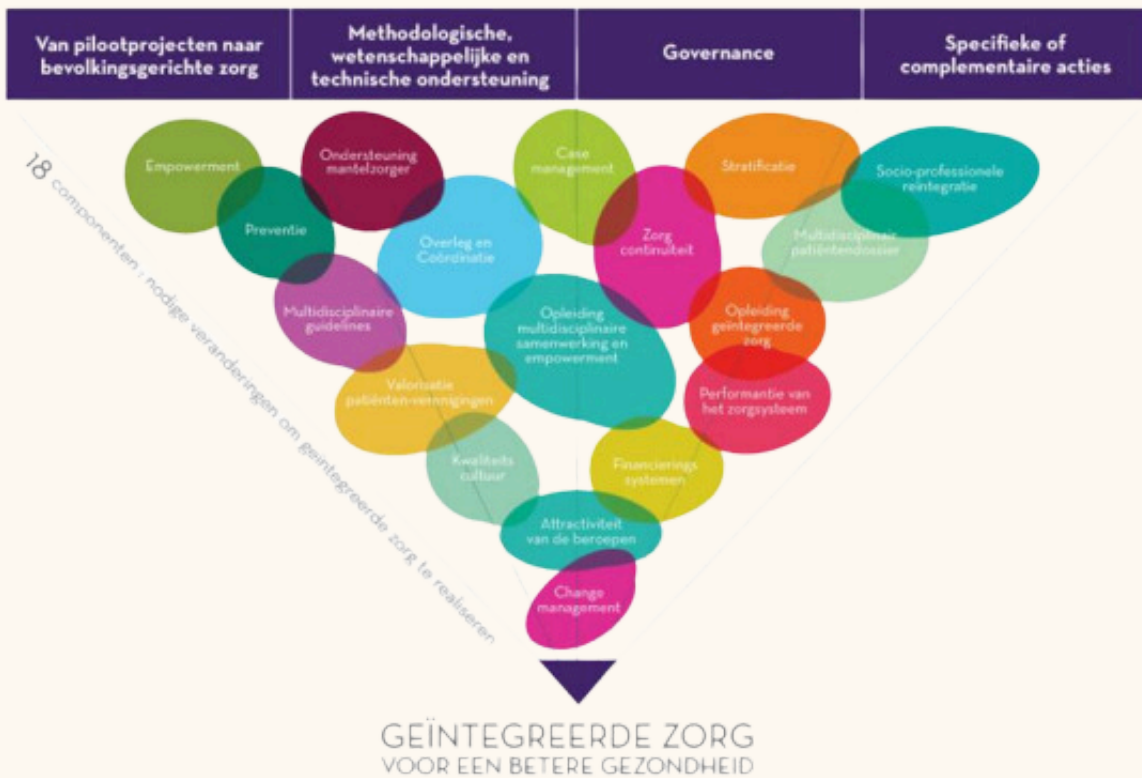 Van pilootprojecten naar
bevolkingsgerichte zorg
Methodologische,
wetenschappelijke en
technische ondersteuning
Governance
Specifieke of
complementaire acties
18 componenten : nodige veranderingen om geïntegreerde zorg te realiseren
Empowerment
Ondersteuning
mantelzorger
Case
management
Stratificatie
Socio-professionele
reïntegratie
Preventie
Overleg en
Coördinatie
Zorg
continuïteit
Multidisciplinair
patiëntendossier
Multidisciplinaire
guidelines
Opleiding
multidisciplinaire
samenwerking en
empowerment
Opleiding
geïntegreerde
zorg
Valorisatie
patiënten-verenigingen
Performantie van
het zorgsysteem
Kwaliteits
cultuur
Financierings
systemen
Attractiviteit
van de beroepen
Change
management
GEÏNTEGREERDE ZORG
VOOR EEN BETERE GEZONDHEID